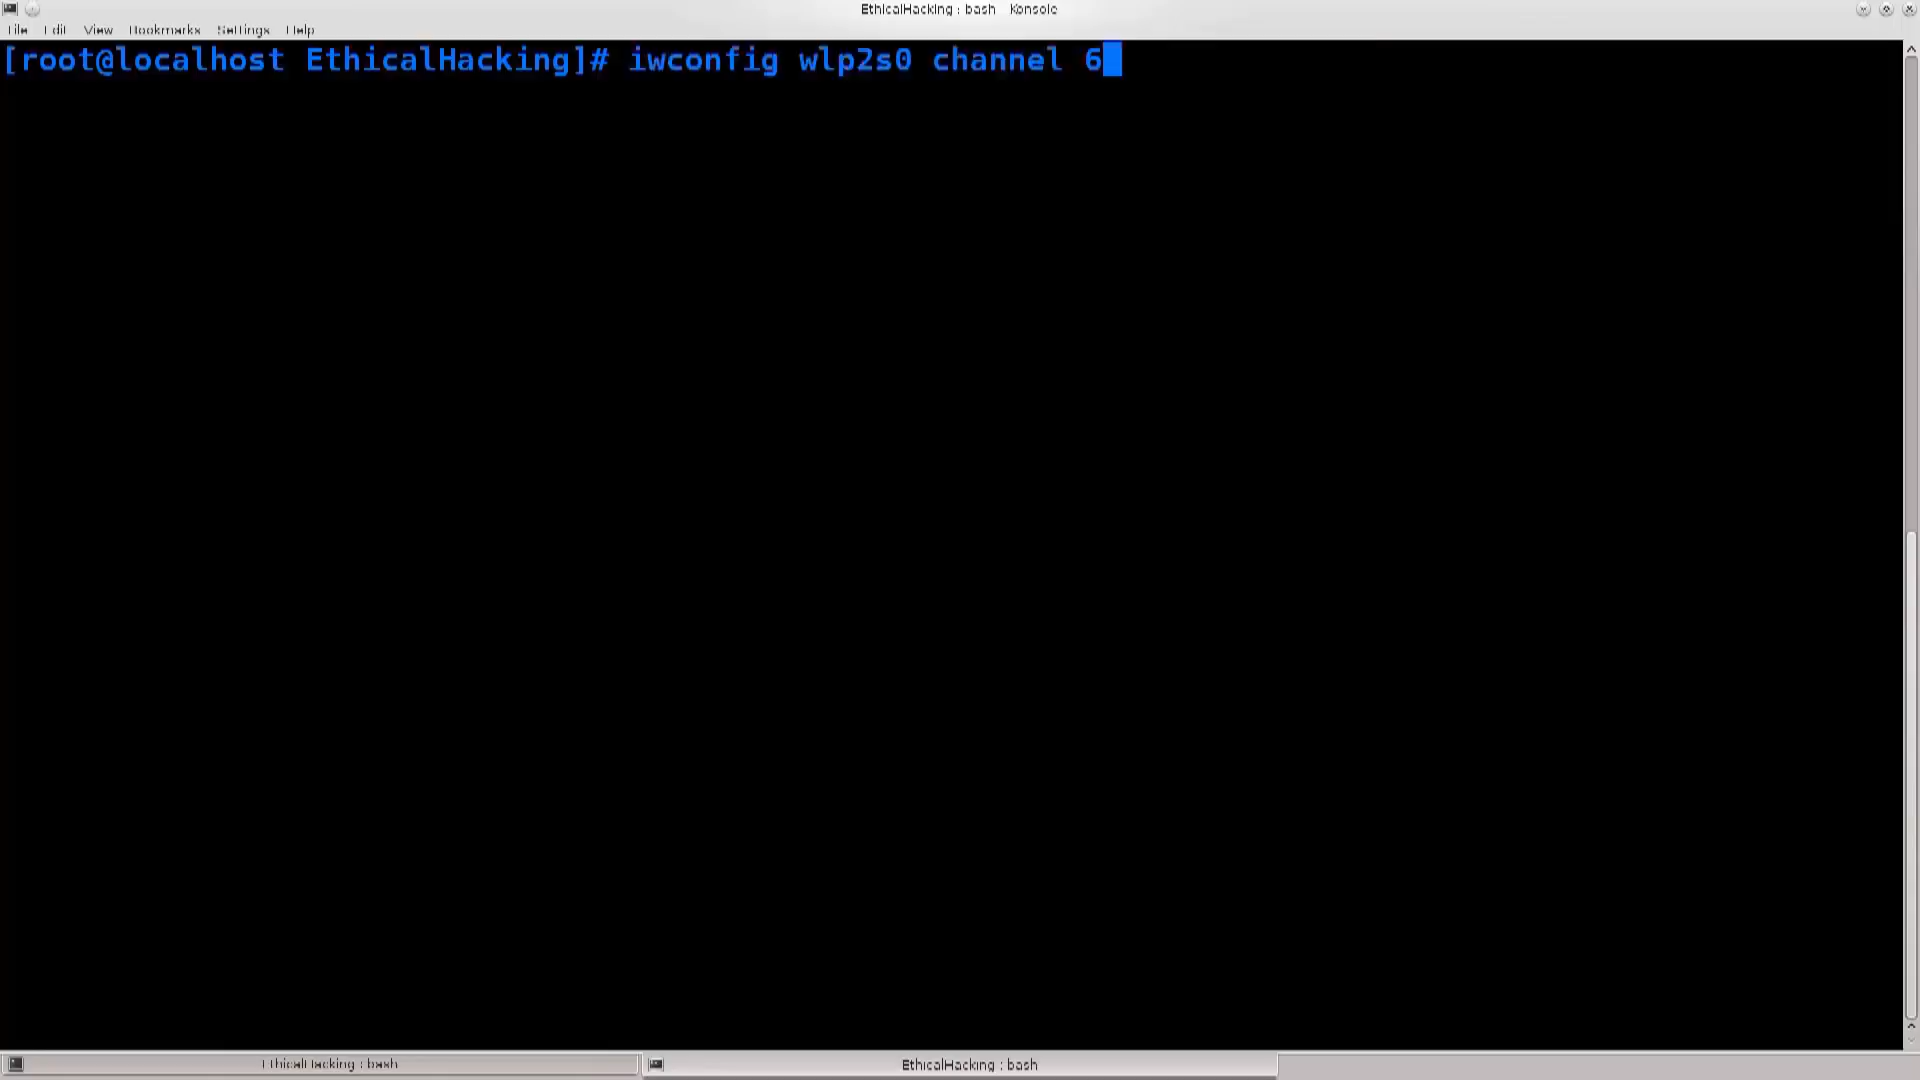 EthicalHacking : bash Konsole
File Edit View Bookmarks Settings Help
[root@localhost EthicalHacking]# iwconfig wlp2s0 channel 6
EthicalHacking : bash
EthicalHacking : bash